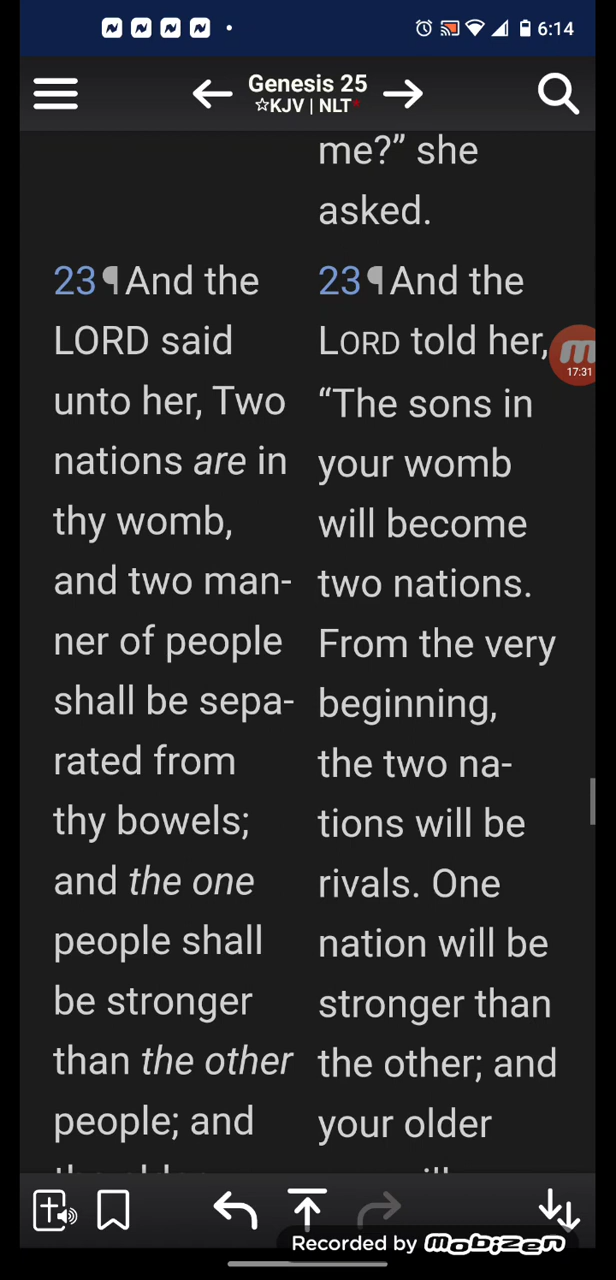 6:14
Genesis 25
☆KJV | NLT*
me?” she
asked.
23 ¶And the
LORD said
unto her, Two
nations are in
thy womb,
and two man-
ner of people
shall be sepa-
rated from
thy bowels;
and the one
people shall
be stronger
than the other
people; and
23 ¶And the
LORD told her,
“The sons in
your womb
will become
two nations.
From the very
beginning,
the two na-
tions will be
rivals. One
nation will be
stronger than
the other; and
your older
17:31
Recorded by mobizen